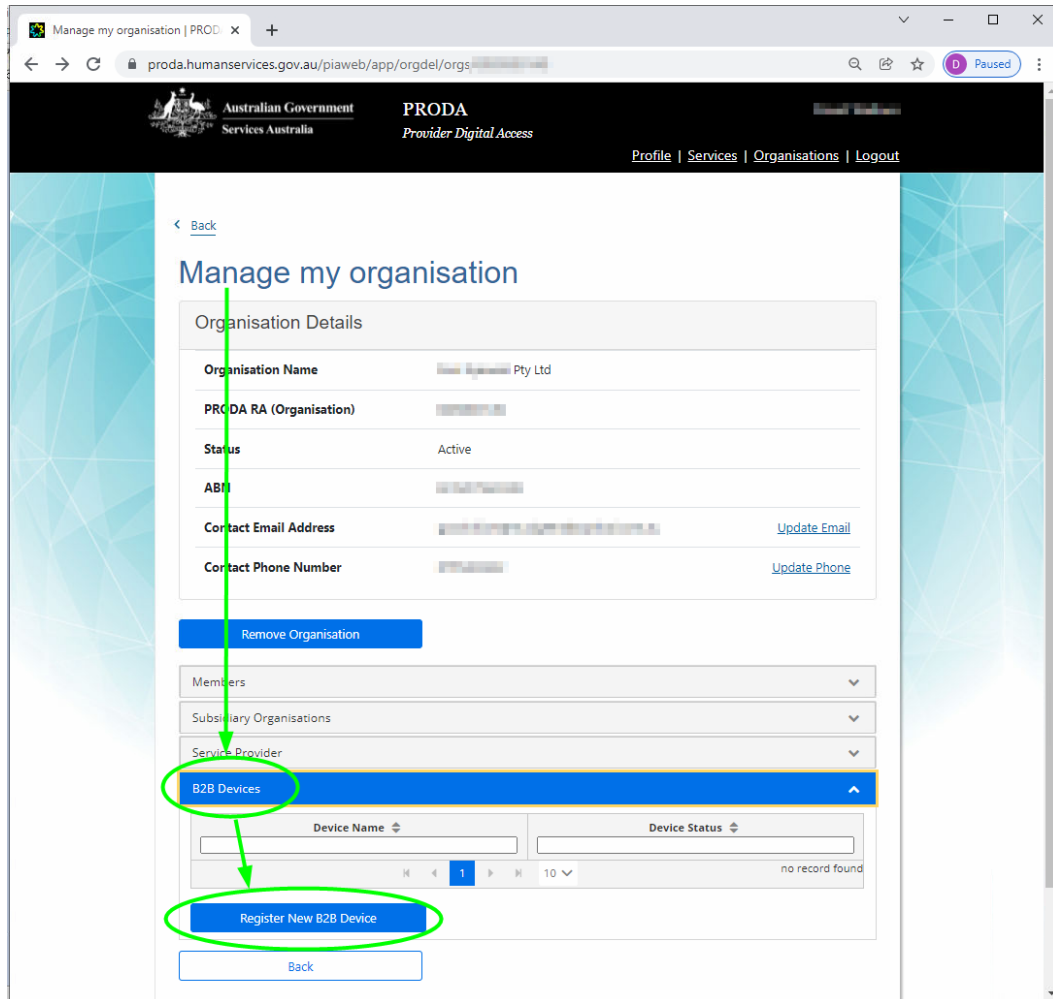 Manage my organisation | PROD
proda.humanservices.gov.au/piaweb/app/orgdel/orgs
D Paused
Australian Government
Services Australia
PRODA
Provider Digital Access
Profile | Services | Organisations | Logout
Back
Manage my organisation
Organisation Details
Organisation Name Pty Ltd
PRODA RA (Organisation)
Status Active
ABN
Contact Email Address Update Email
Contact Phone Number Update Phone
Remove Organisation
Members
Subsidiary Organisations
Service Provider
B2B Devices
Device Name Device Status
1 10 no record found
Register New B2B Device
Back